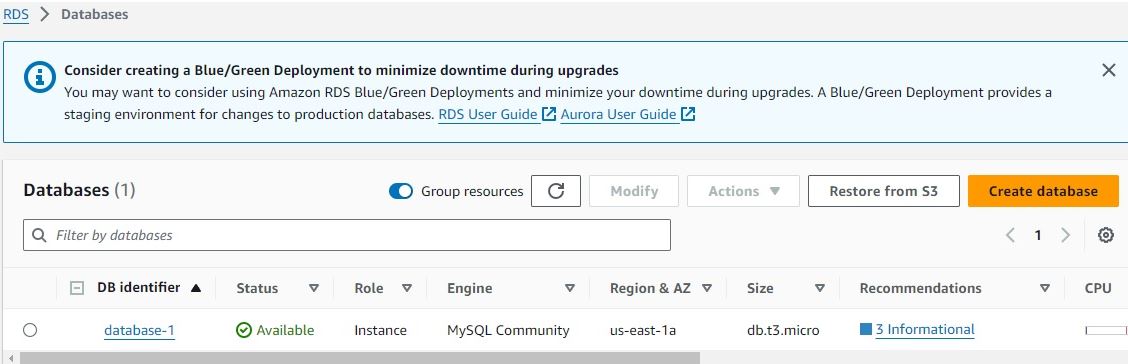 RDS > Databases
Consider creating a Blue/Green Deployment to minimize downtime during upgrades
You may want to consider using Amazon RDS Blue/Green Deployments and minimize your downtime during upgrades. A Blue/Green Deployment provides a
staging environment for changes to production databases. RDS User Guide Aurora User Guide
Databases (1) Group resources Modify Actions Restore from S3 Create database
Filter by databases 1
DB identifier Status Role Engine Region & AZ Size Recommendations CPU
database-1 Available Instance MySQL Community us-east-1a db.t3.micro 3 Informational